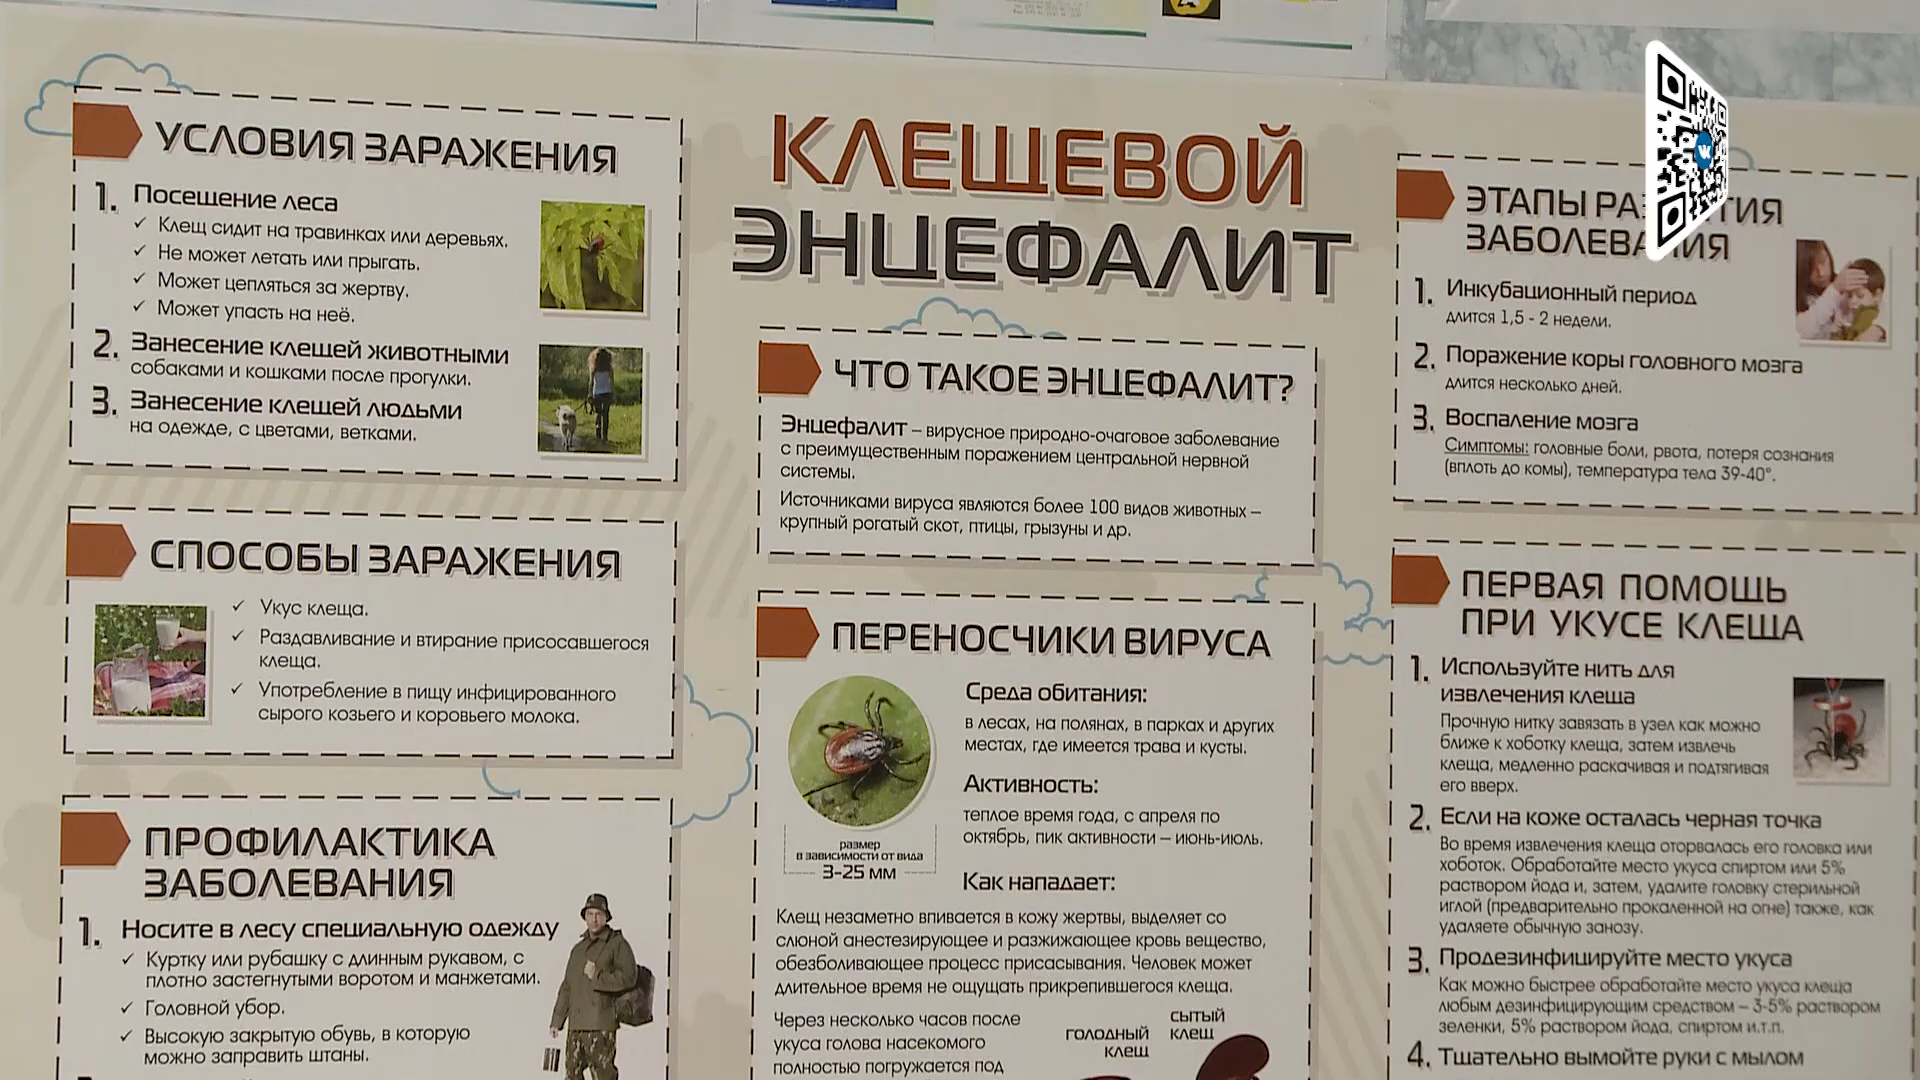 УСЛОВИЯ ЗАРАЖЕНИЯ
1. Посещение леса
✓ Клещ сидит на травинках или деревьях.
✓ Не может летать или прыгать.
✓ Может цепляться за жертву.
✓ Может упасть на неё.
2. Занесение клещей животными
собаками и кошками после прогулки.
3. Занесение клещей людьми
на одежде, с цветами, ветками.
СПОСОБЫ ЗАРАЖЕНИЯ
✓ Укус клеща.
✓ Раздавливание и втирание присосавшегося
клеща.
✓ Употребление в пищу инфицированного
сырого козьего и коровьего молока.
ПРОФИЛАКТИКА
ЗАБОЛЕВАНИЯ
1. Носите в лесу специальную одежду
✓ Куртку или рубашку с длинным рукавом, с
плотно застегнутыми воротом и манжетами.
✓ Головной убор.
✓ Высокую закрытую обувь, в которую
можно заправить штаны.
КЛЕЩЕВОЙ
ЭНЦЕФАЛИТ
ЧТО ТАКОЕ ЭНЦЕФАЛИТ?
Энцефалит – вирусное природно-очаговое заболевание
с преимущественным поражением центральной нервной
системы.
Источниками вируса являются более 100 видов животных –
крупный рогатый скот, птицы, грызуны и др.
ПЕРЕНОСЧИКИ ВИРУСА
размер
в зависимости от вида
3-25 мм
Среда обитания:
в лесах, на полянах, в парках и других
местах, где имеется трава и кусты.
Активность:
теплое время года, с апреля по
октябрь, пик активности – июнь-июль.
Как нападает:
Клещ незаметно впивается в кожу жертвы, выделяет со
слюной анестезирующее и разжижающее кровь вещество,
обезболивающее процесс присасывания. Человек может
длительное время не ощущать прикрепившегося клеща.
Через несколько часов после
укуса голова насекомого
полностью погружается под
голодный
клещ
сытый
клещ
ЭТАПЫ РА ТИЯ
ЗАБОЛЕВАНИЯ
1. Инкубационный период
длится 1,5 - 2 недели.
2. Поражение коры головного мозга
длится несколько дней.
3. Воспаление мозга
Симптомы: головные боли, рвота, потеря сознания
(вплоть до комы), температура тела 39-40°.
ПЕРВАЯ ПОМОЩЬ
ПРИ УКУСЕ КЛЕЩА
1. Используйте нить для
извлечения клеща
Прочную нитку завязать в узел как можно
ближе к хоботку клеща, затем извлечь
клеща, медленно раскачивая и подтягивая
его вверх.
2. Если на коже осталась черная точка
Во время извлечения клеща оторвалась его головка или
хоботок. Обработайте место укуса спиртом или 5%
раствором йода и, затем, удалите головку стерильной
иглой (предварительно прокаленной на огне) также, как
удаляете обычную занозу.
3. Продезинфицируйте место укуса
Как можно быстрее обработайте место укуса клеща
любым дезинфицирующим средством – 3-5% раствором
зеленки, 5% раствором йода, спиртом и.т.п.
4. Тщательно вымойте руки с мылом